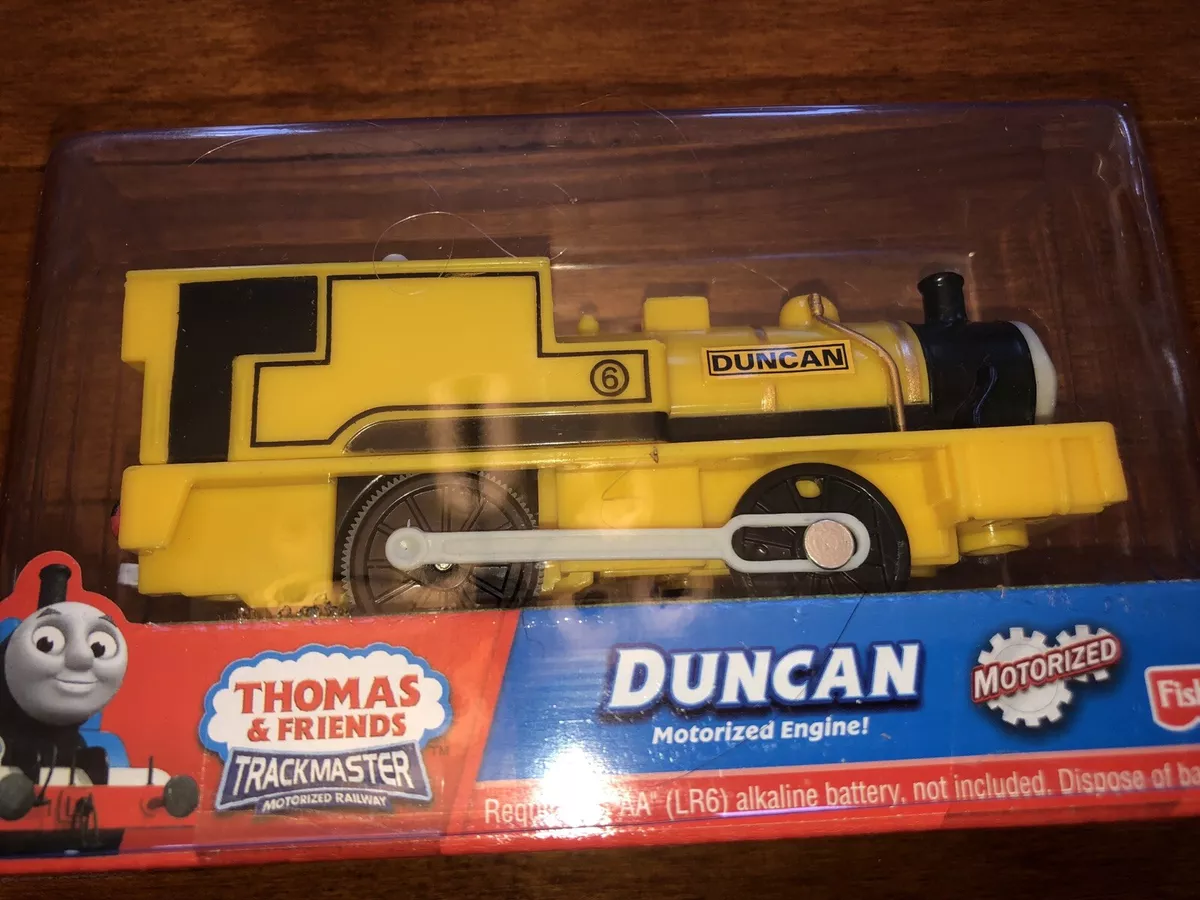 DUNCAN
6
THOMAS
& FRIENDS
TM
TRACKMASTER
MOTORIZED RAILWAY
DUNCAN
Motorized Engine!
MOTORIZED
AA" (LR6) alkaline battery, not included. Dispose of